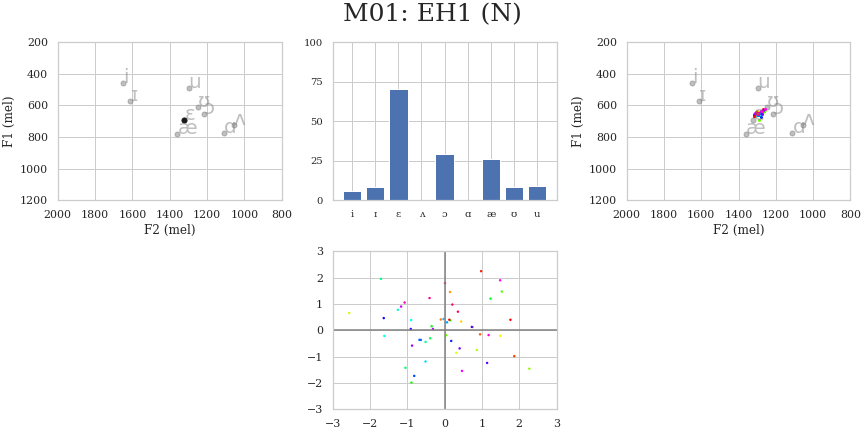 M01: EH1 (N)
200
400
600
800
1000
1200
2000 1800 1600 1400 1200 1000 800
F1 (mel)
F2 (mel)
i
ɪ
u
ʊ
ɔ
ɛ
æ
ɑ
ʌ
100
75
50
25
0
i ɪ ɛ ʌ ɔ ɑ æ ʊ u
200
400
600
800
1000
1200
2000 1800 1600 1400 1200 1000 800
F1 (mel)
F2 (mel)
i
ɪ
u
ʊ
ɔ
æ
ɑ
ʌ
3
2
1
0
−1
−2
−3
−3 −2 −1 0 1 2 3